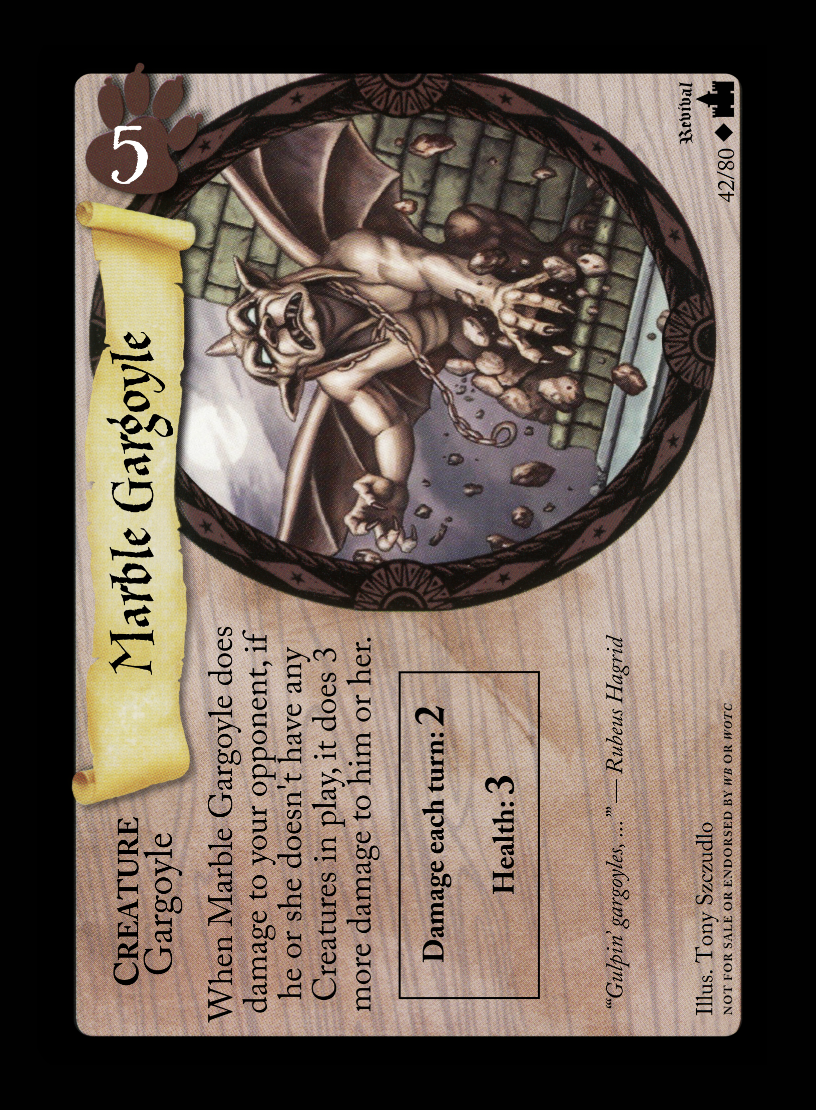 CREATURE
Gargoyle
Marble Gargoyle
5
When Marble Gargoyle does
damage to your opponent, if
he or she doesn't have any
Creatures in play, it does 3
more damage to him or her.
Damage each turn: 2
Health: 3
“‘Gulpin’ gargoyles, …’” — Rubeus Hagrid
Illus. Tony Szczudlo
NOT FOR SALE OR ENDORSED BY WB OR WOTC
Revival
42/80